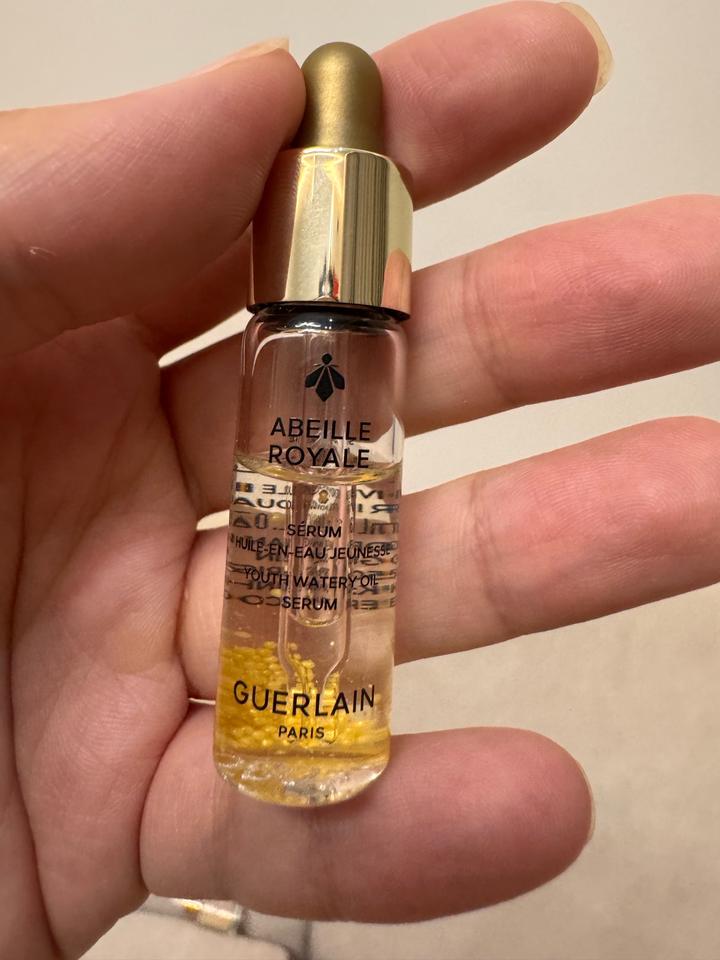 ABEILLE
ROYALE
SÉRUM
HUILE-EN-EAU JEUNESSE
YOUTH WATERY OIL
SERUM
GUERLAIN
PARIS